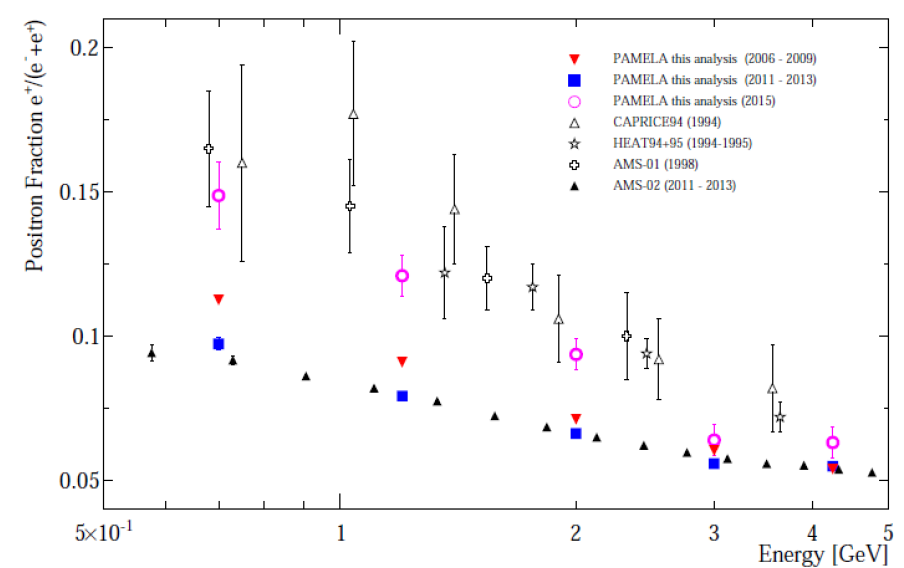 Positron Fraction e⁺/(e⁻+e⁺)
0.2
0.15
0.1
0.05
PAMELA this analysis (2006 - 2009)
PAMELA this analysis (2011 - 2013)
PAMELA this analysis (2015)
CAPRICE94 (1994)
HEAT94+95 (1994-1995)
AMS-01 (1998)
AMS-02 (2011 - 2013)
5×10⁻¹ 1 2 3 4 5
Energy [GeV]